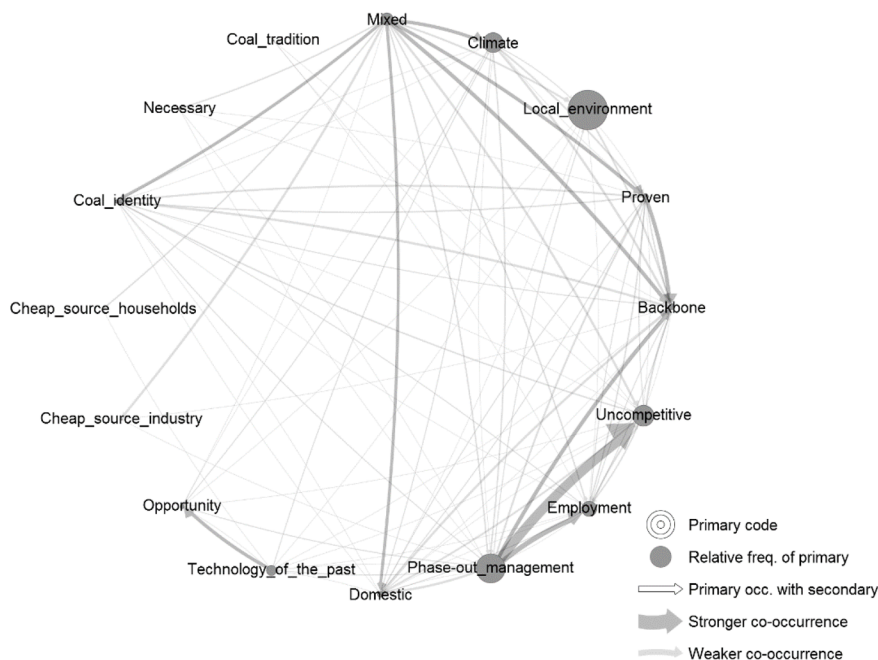 Mixed
Coal_tradition
Climate
Necessary
Local_environment
Coal_identity
Proven
Cheap_source_households
Backbone
Cheap_source_industry
Uncompetitive
Opportunity
Employment
Technology_of_the_past
Phase-out_management
Domestic
Primary code
Relative freq. of primary
Primary occ. with secondary
Stronger co-occurrence
Weaker co-occurrence